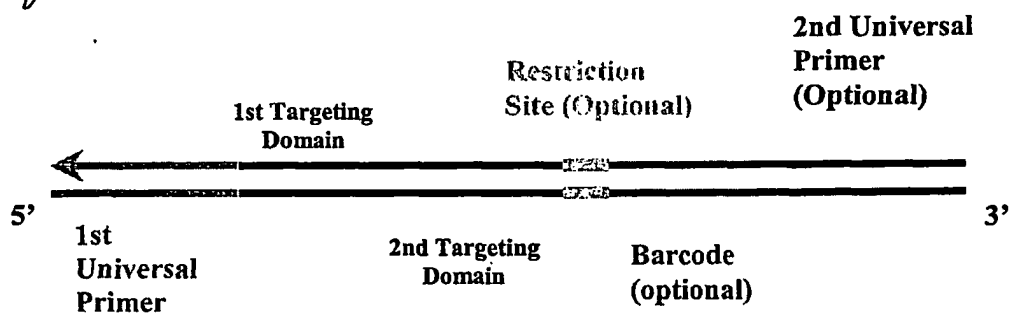 2nd Universal
Primer
(Optional)
Restriction
Site (Optional)
1st Targeting
Domain
5’
3’
1st
Universal
Primer
2nd Targeting
Domain
Barcode
(optional)